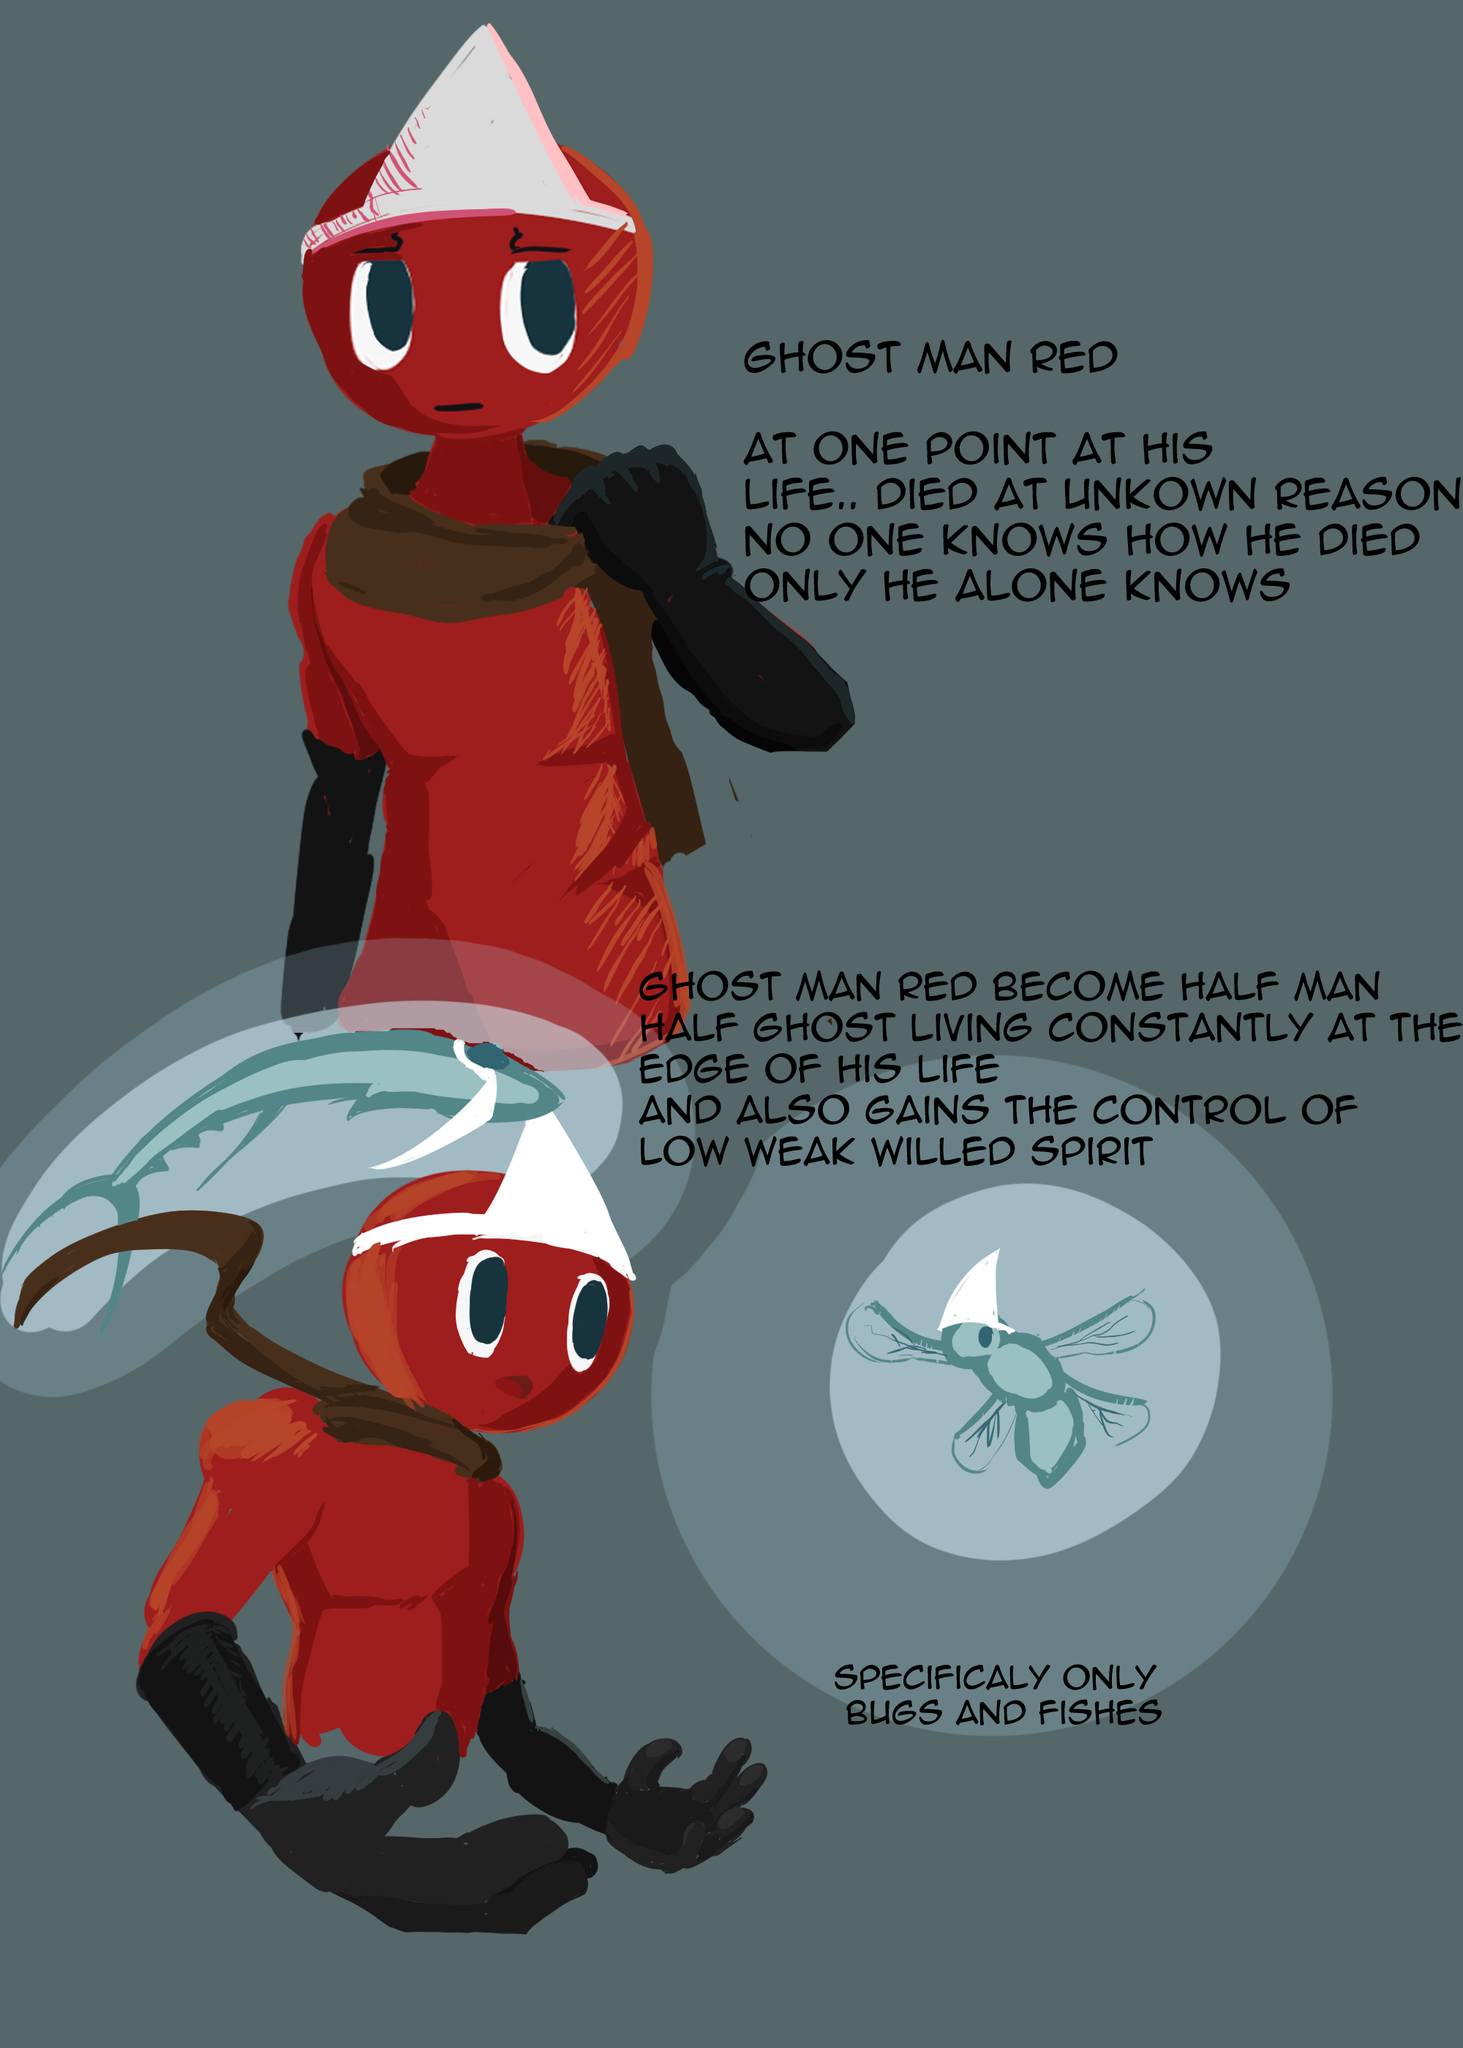 GHOST MAN RED
AT ONE POINT AT HIS
LIFE.. DIED AT UNKOWN REASON
NO ONE KNOWS HOW HE DIED
ONLY HE ALONE KNOWS
GHOST MAN RED BECOME HALF MAN
HALF GHOST LIVING CONSTANTLY AT THE
EDGE OF HIS LIFE
AND ALSO GAINS THE CONTROL OF
LOW WEAK WILLED SPIRIT
SPECIFICALY ONLY
BUGS AND FISHES